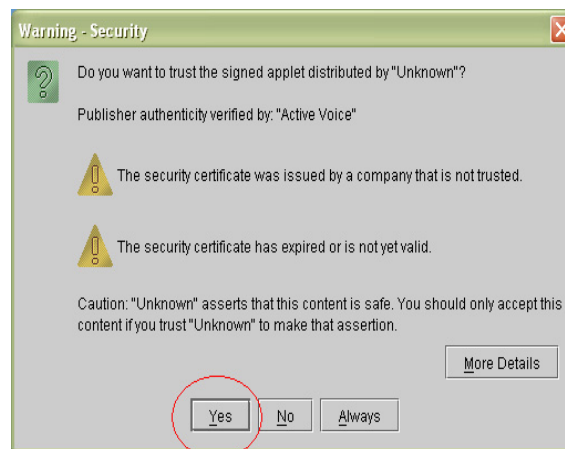 Warning - Security
Do you want to trust the signed applet distributed by "Unknown"?
Publisher authenticity verified by: "Active Voice"
The security certificate was issued by a company that is not trusted.
The security certificate has expired or is not yet valid.
Caution: "Unknown" asserts that this content is safe. You should only accept this
content if you trust "Unknown" to make that assertion.
More Details
Yes No Always